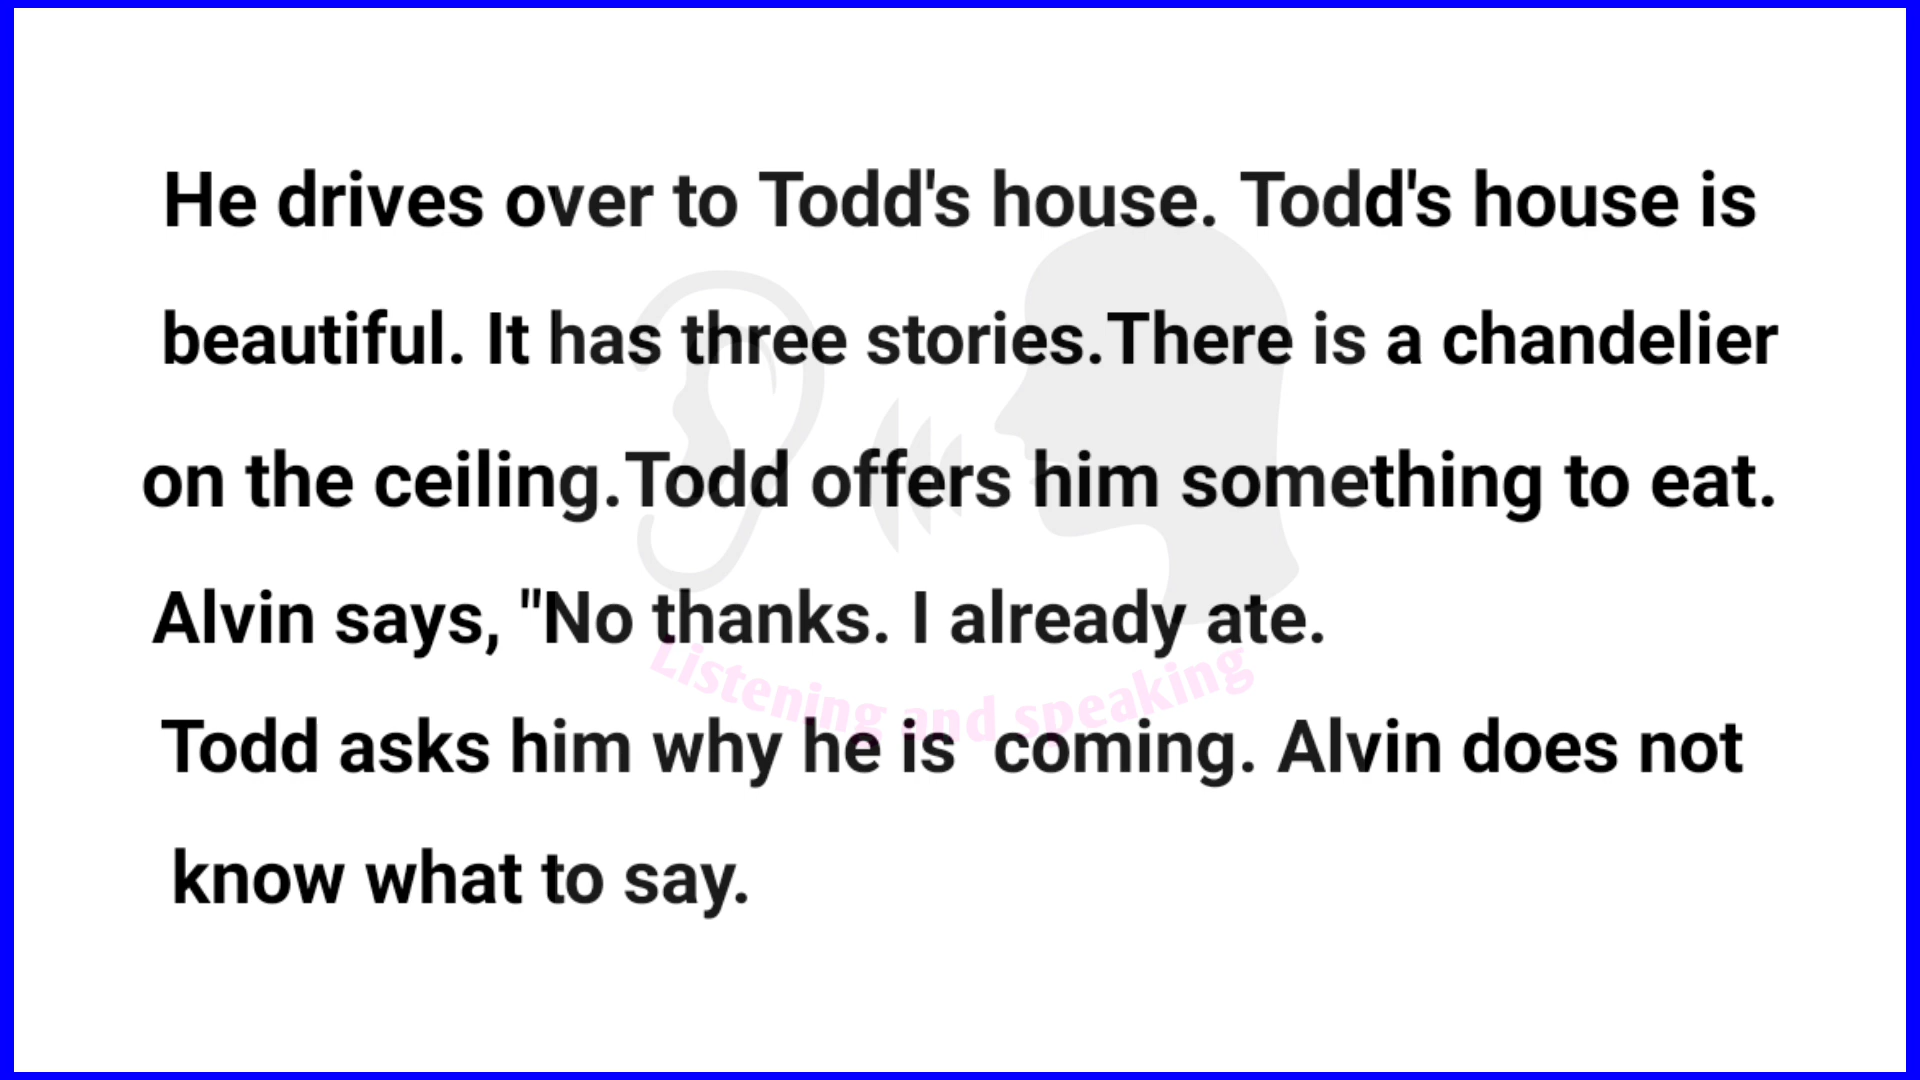 He drives over to Todd's house. Todd's house is
beautiful. It has three stories.There is a chandelier
on the ceiling.Todd offers him something to eat.
Alvin says, "No thanks. I already ate.
Listening and speaking
Todd asks him why he is  coming. Alvin does not
know what to say.